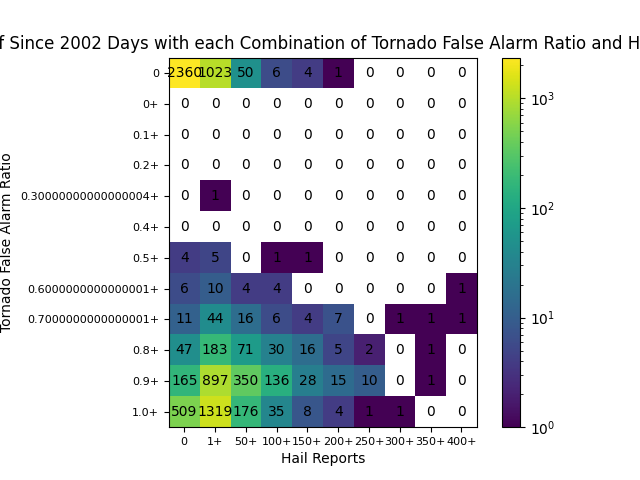 f Since 2002 Days with each Combination of Tornado False Alarm Ratio and H
Tornado False Alarm Ratio
0 2360 1023 50 6 4 1 0 0 0 0
0+ 0 0 0 0 0 0 0 0 0 0
0.1+ 0 0 0 0 0 0 0 0 0 0
0.2+ 0 0 0 0 0 0 0 0 0 0
0.30000000000000004+ 0 1 0 0 0 0 0 0 0 0
0.4+ 0 0 0 0 0 0 0 0 0 0
0.5+ 4 5 0 1 1 0 0 0 0 0
0.6000000000000001+ 6 10 4 4 0 0 0 0 0 1
0.7000000000000001+ 11 44 16 6 4 7 0 1 1 1
0.8+ 47 183 71 30 16 5 2 0 1 0
0.9+ 165 897 350 136 28 15 10 0 1 0
1.0+ 509 1319 176 35 8 4 1 1 0 0
0 1+ 50+ 100+ 150+ 200+ 250+ 300+ 350+ 400+
Hail Reports
10³
10²
10¹
10⁰